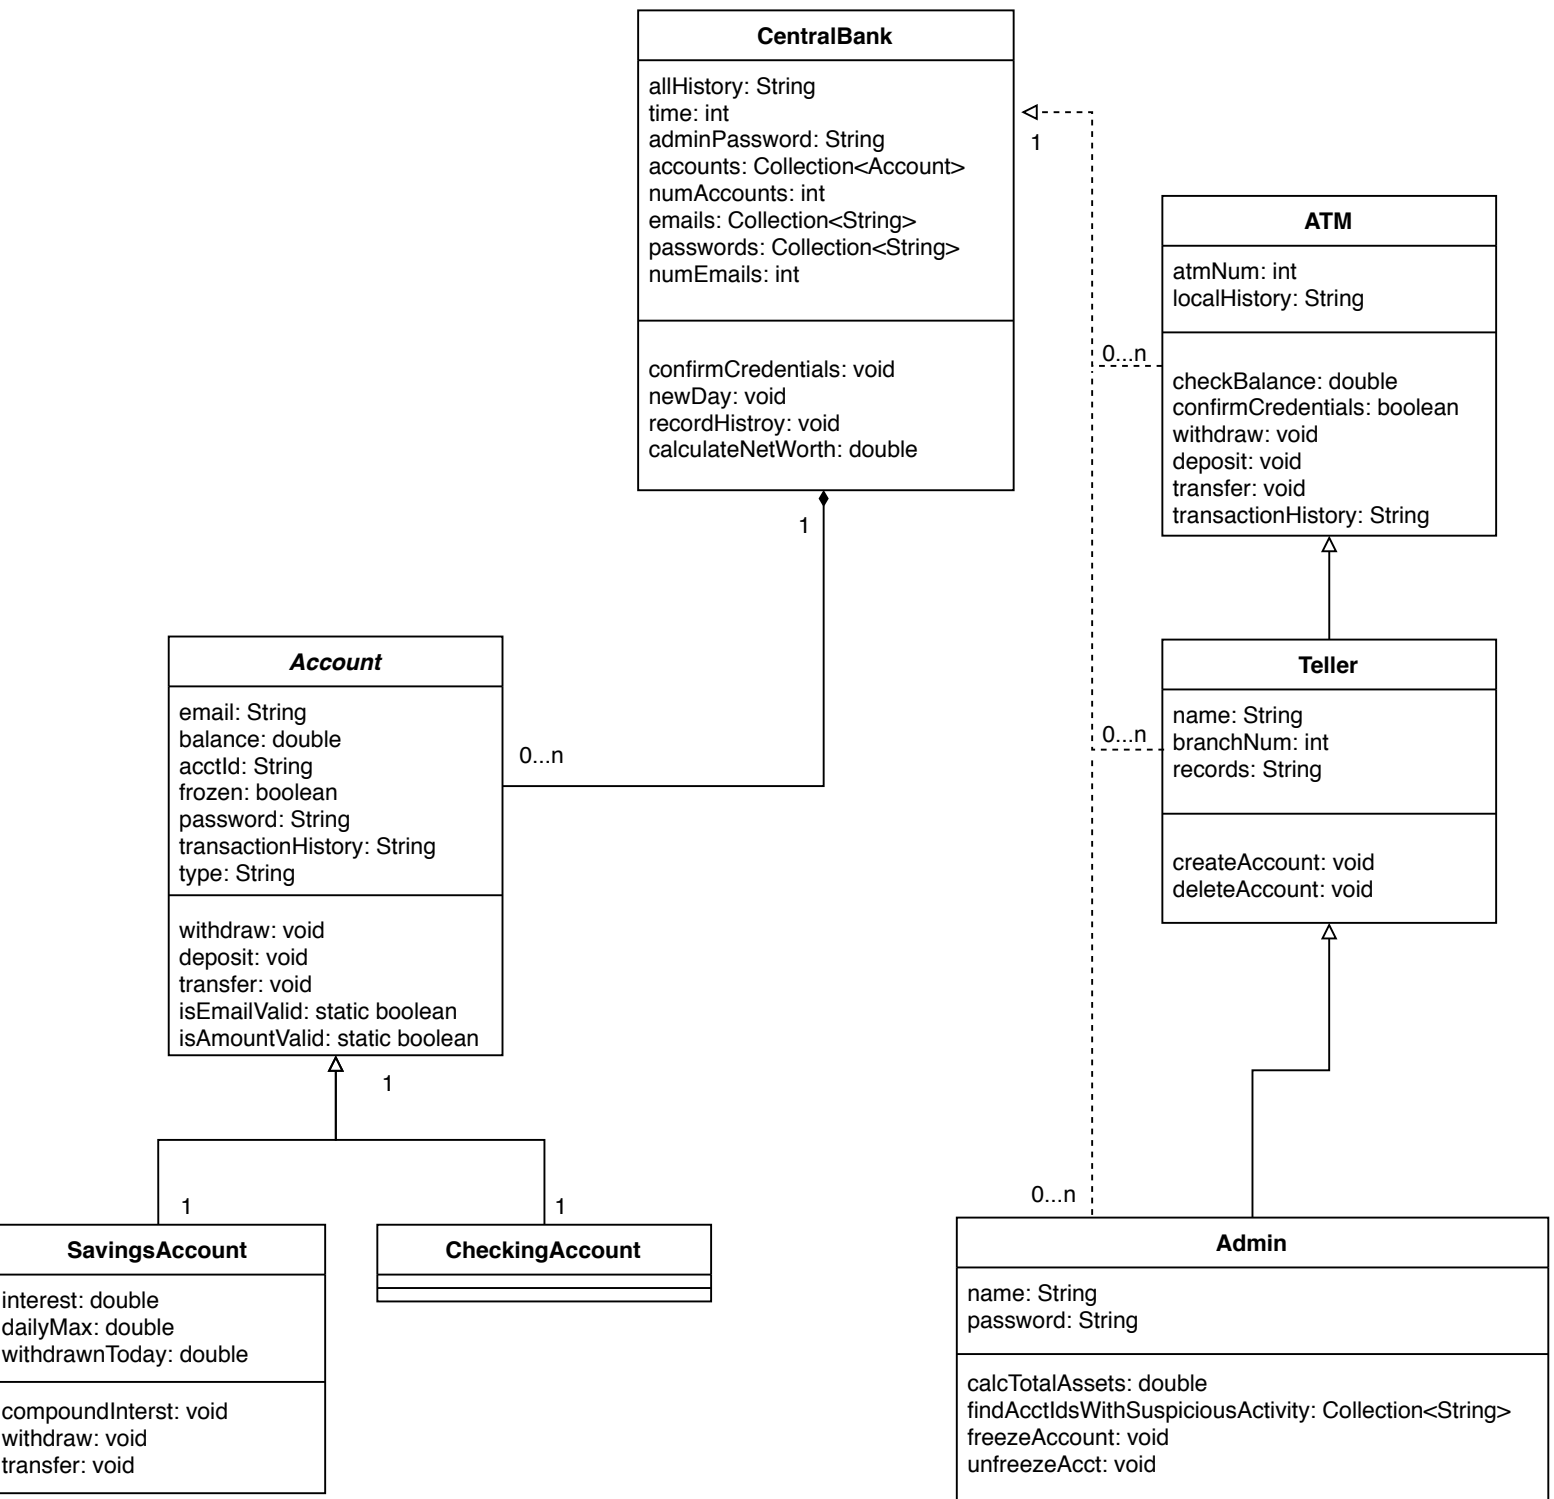 CentralBank
allHistory: String
time: int
adminPassword: String
accounts: Collection<Account>
numAccounts: int
emails: Collection<String>
passwords: Collection<String>
numEmails: int
confirmCredentials: void
newDay: void
recordHistroy: void
calculateNetWorth: double
1
1
ATM
atmNum: int
localHistory: String
0...n
checkBalance: double
confirmCredentials: boolean
withdraw: void
deposit: void
transfer: void
transactionHistory: String
Account
email: String
balance: double
acctId: String
frozen: boolean
password: String
transactionHistory: String
type: String
withdraw: void
deposit: void
transfer: void
isEmailValid: static boolean
isAmountValid: static boolean
0...n
1
Teller
name: String
branchNum: int
records: String
0...n
createAccount: void
deleteAccount: void
1
1
SavingsAccount
interest: double
dailyMax: double
withdrawnToday: double
compoundInterst: void
withdraw: void
transfer: void
CheckingAccount
0...n
Admin
name: String
password: String
calcTotalAssets: double
findAcctIdsWithSuspiciousActivity: Collection<String>
freezeAccount: void
unfreezeAcct: void